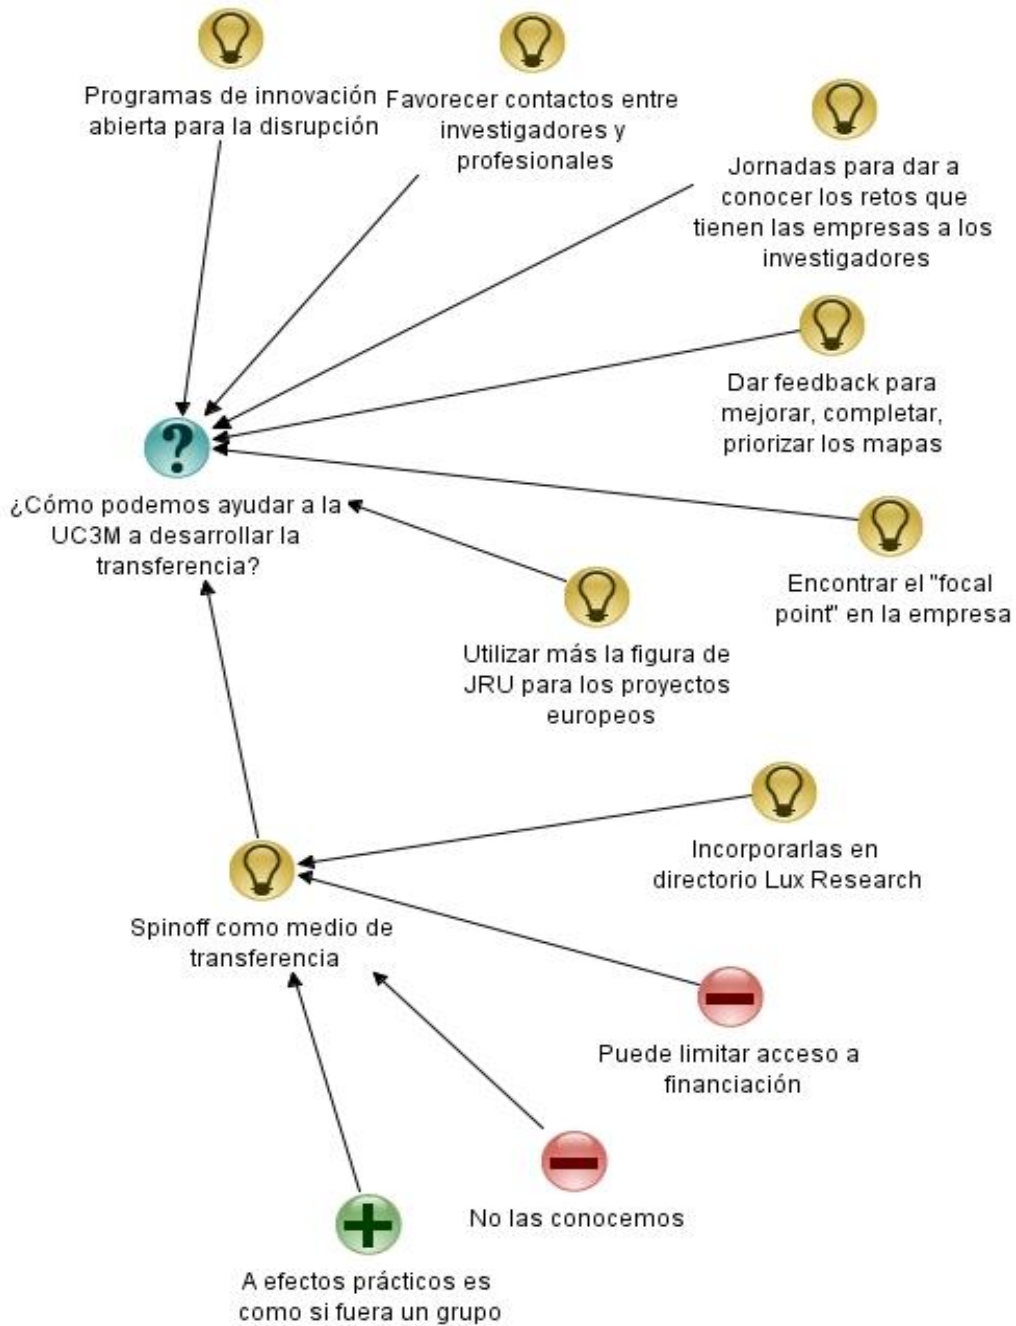 Programas de innovación
abierta para la disrupción
Favorecer contactos entre
investigadores y
profesionales
Jornadas para dar a
conocer los retos que
tienen las empresas a los
investigadores
Dar feedback para
mejorar, completar,
priorizar los mapas
?
¿Cómo podemos ayudar a la
UC3M a desarrollar la
transferencia?
Encontrar el "focal
point" en la empresa
Utilizar más la figura de
JRU para los proyectos
europeos
Incorporarlas en
directorio Lux Research
Spinoff como medio de
transferencia
Puede limitar acceso a
financiación
No las conocemos
A efectos prácticos es
como si fuera un grupo